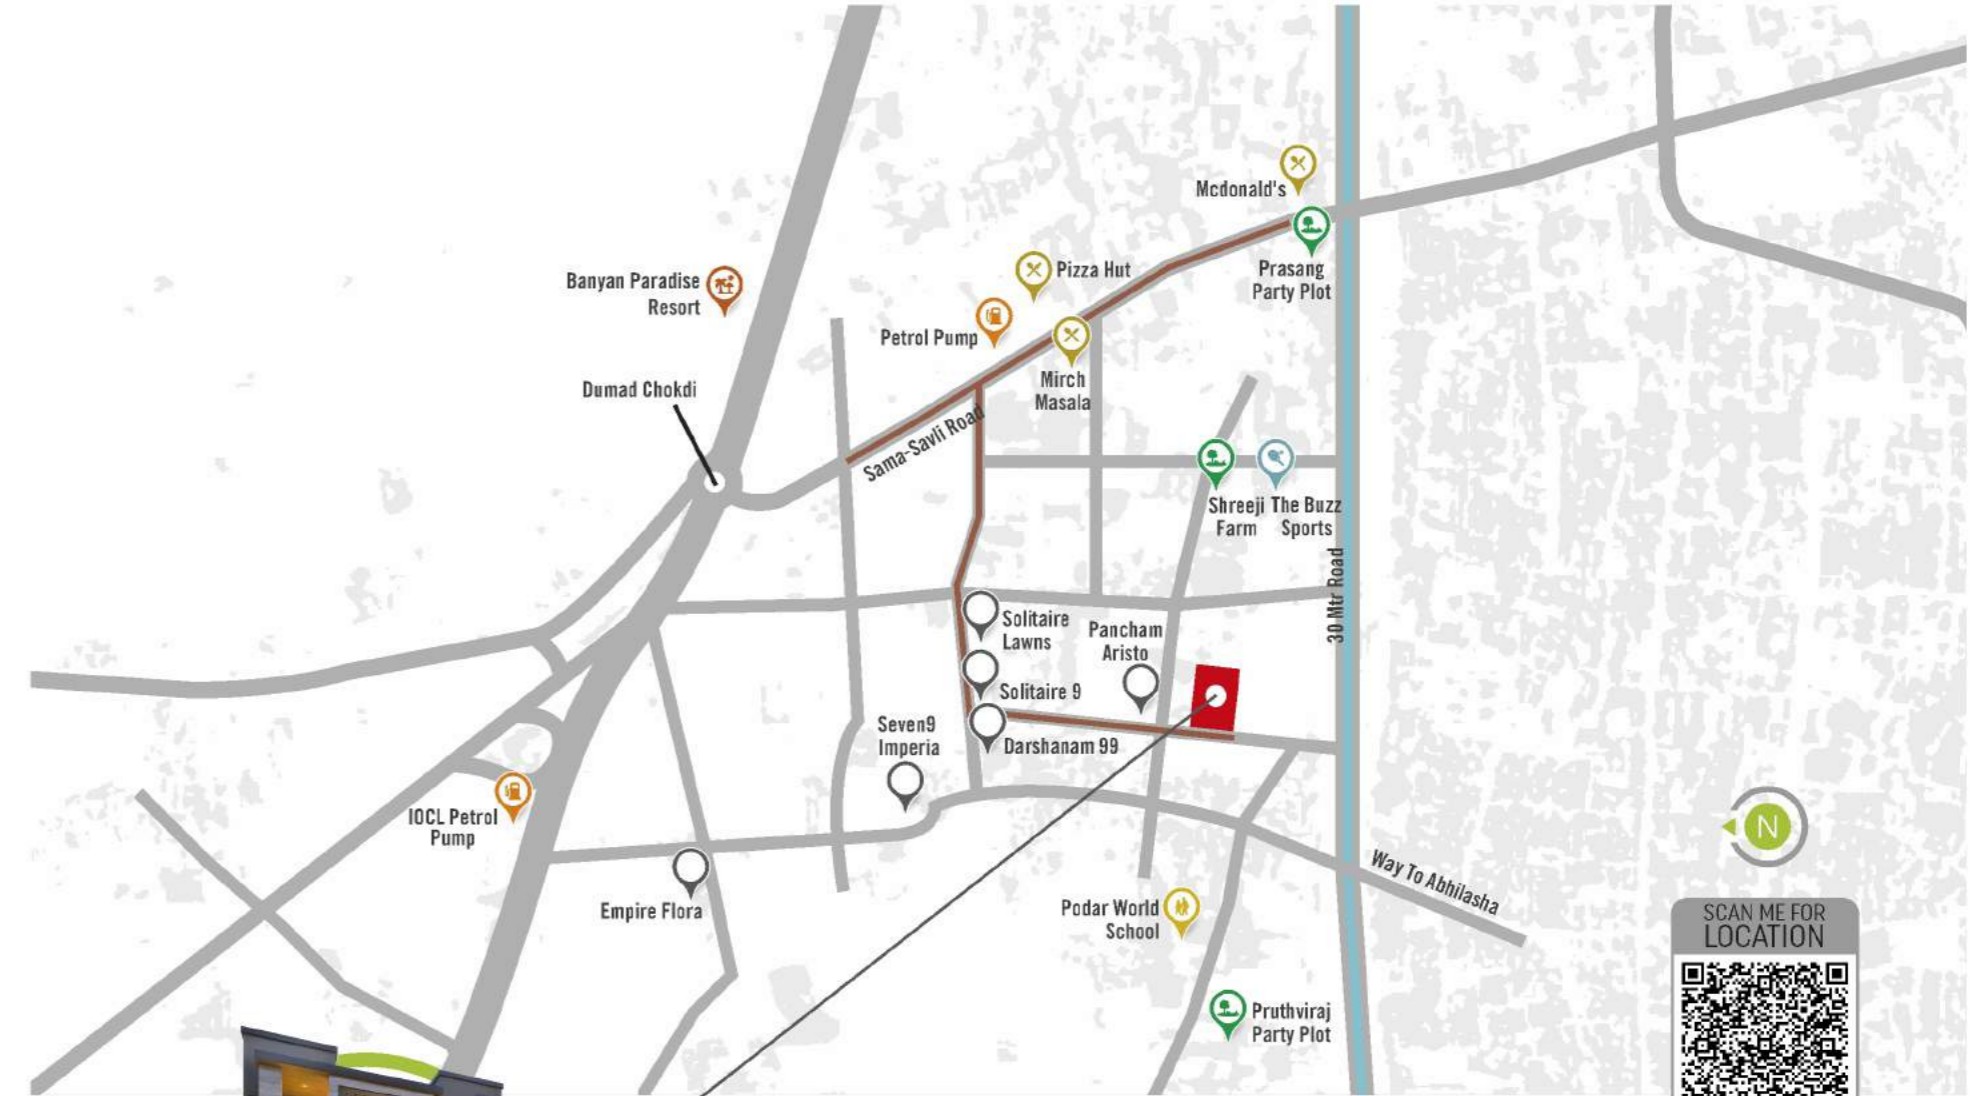 Mcdonald's
Prasang
Party Plot
Pizza Hut
Banyan Paradise
Resort
Petrol Pump
Mirch
Masala
Dumad Chokdi
Sama-Savli Road
Shreeji
Farm
The Buzz
Sports
30 Mtr Road
Solitaire
Lawns
Pancham
Aristo
Solitaire 9
Seven9
Imperia
Darshanam 99
IOCL Petrol
Pump
Empire Flora
Way To Abhilasha
Podar World
School
Pruthviraj
Party Plot
N
SCAN ME FOR
LOCATION